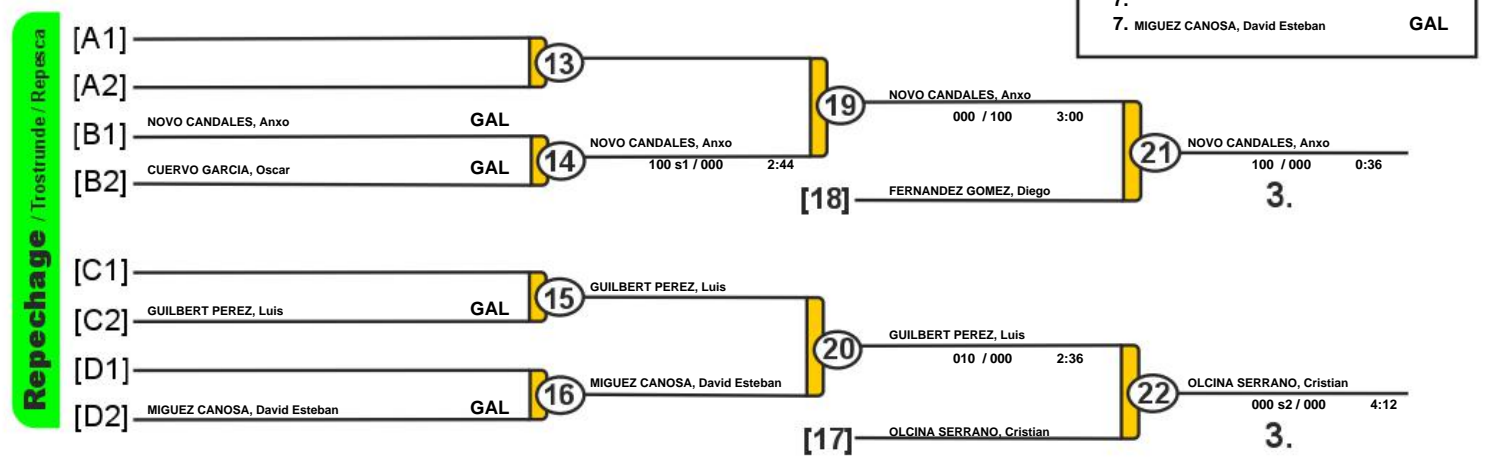 7.
7. MIGUEZ CANOSA, David Esteban GAL
Repechage / Trostrunde / Repesca
[A1]
13
[A2]
19
NOVO CANDALES, Anxo
000 / 100 3:00
[B1] NOVO CANDALES, Anxo GAL
14
NOVO CANDALES, Anxo
100 s1 / 000 2:44
[B2] CUERVO GARCIA, Oscar GAL
21
NOVO CANDALES, Anxo
100 / 000 0:36
3.
[18] FERNANDEZ GOMEZ, Diego
[C1]
15
GUILBERT PEREZ, Luis
[C2] GUILBERT PEREZ, Luis GAL
20
GUILBERT PEREZ, Luis
010 / 000 2:36
[D1]
16
MIGUEZ CANOSA, David Esteban
[D2] MIGUEZ CANOSA, David Esteban GAL
22
OLCINA SERRANO, Cristian
000 s2 / 000 4:12
3.
[17] OLCINA SERRANO, Cristian